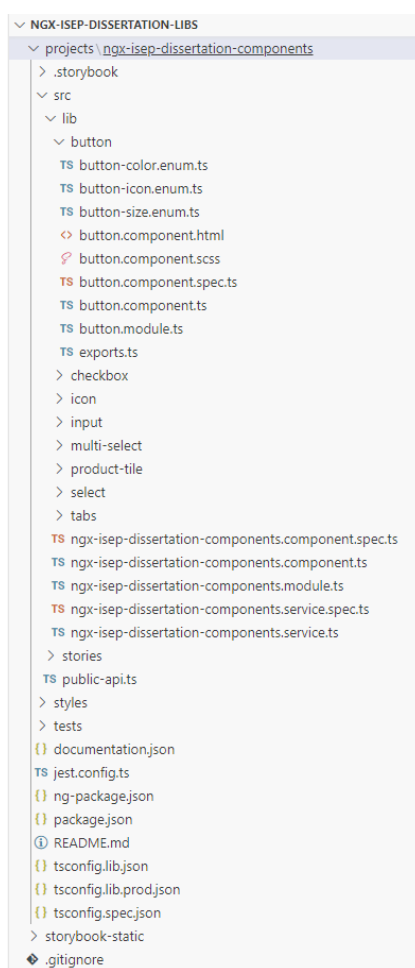 NGX-ISEP-DISSERTATION-LIBS
projects \ ngx-isep-dissertation-components
.storybook
src
lib
button
TS button-color.enum.ts
TS button-icon.enum.ts
TS button-size.enum.ts
<> button.component.html
button.component.scss
TS button.component.spec.ts
TS button.component.ts
TS button.module.ts
TS exports.ts
checkbox
icon
input
multi-select
product-tile
select
tabs
TS ngx-isep-dissertation-components.component.spec.ts
TS ngx-isep-dissertation-components.component.ts
TS ngx-isep-dissertation-components.module.ts
TS ngx-isep-dissertation-components.service.spec.ts
TS ngx-isep-dissertation-components.service.ts
stories
TS public-api.ts
styles
tests
{} documentation.json
TS jest.config.ts
{} ng-package.json
{} package.json
README.md
{} tsconfig.lib.json
{} tsconfig.lib.prod.json
{} tsconfig.spec.json
storybook-static
.gitignore